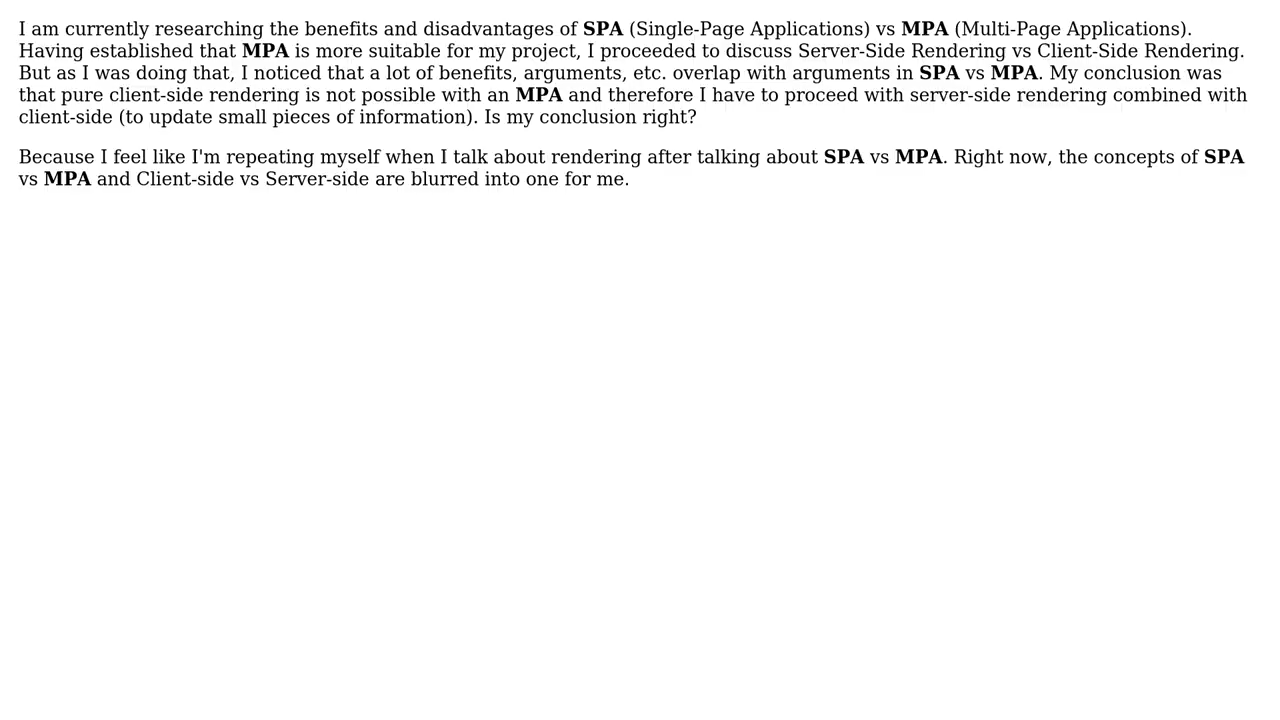 I am currently researching the benefits and disadvantages of SPA (Single-Page Applications) vs MPA (Multi-Page Applications).
Having established that MPA is more suitable for my project, I proceeded to discuss Server-Side Rendering vs Client-Side Rendering.
But as I was doing that, I noticed that a lot of benefits, arguments, etc. overlap with arguments in SPA vs MPA. My conclusion was
that pure client-side rendering is not possible with an MPA and therefore I have to proceed with server-side rendering combined with
client-side (to update small pieces of information). Is my conclusion right?
Because I feel like I'm repeating myself when I talk about rendering after talking about SPA vs MPA. Right now, the concepts of SPA
vs MPA and Client-side vs Server-side are blurred into one for me.